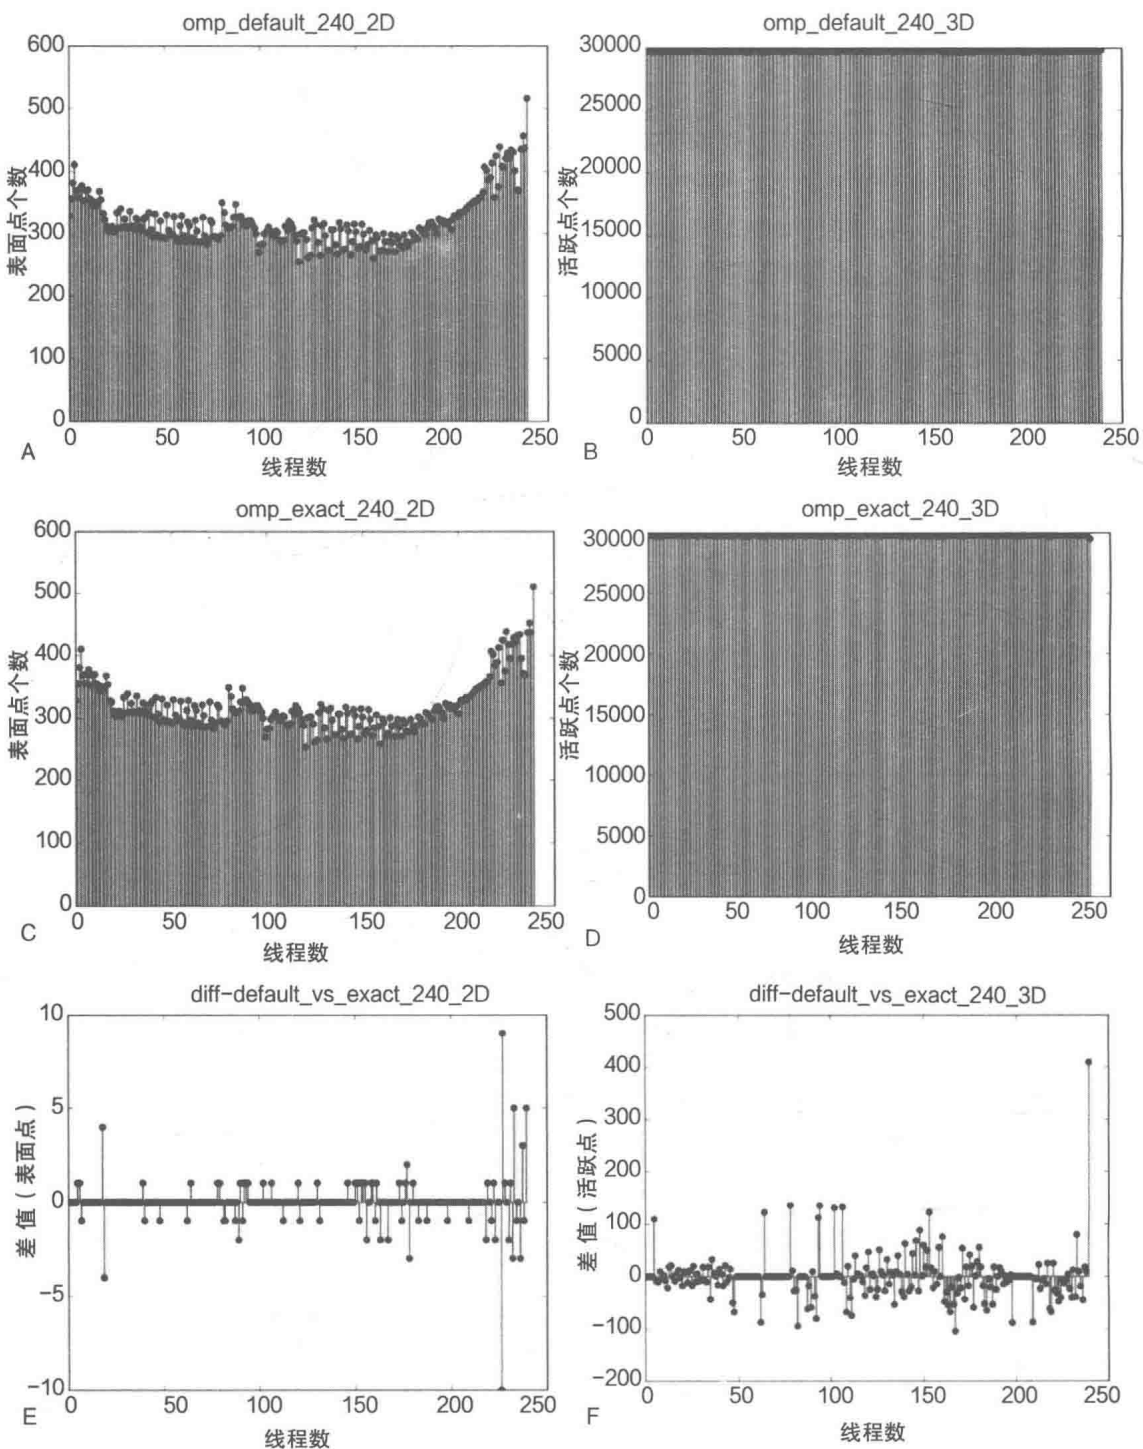 omp_default_240_2D
600
500
400
300
200
100
0
表面点个数
0 50 100 150 200 250
线程数
A
omp_default_240_3D
30000
25000
20000
15000
10000
5000
0
活跃点个数
0 50 100 150 200 250
线程数
B
omp_exact_240_2D
600
500
400
300
200
100
0
表面点个数
0 50 100 150 200 250
线程数
C
omp_exact_240_3D
30000
25000
20000
15000
10000
5000
0
活跃点个数
0 50 100 150 200 250
线程数
D
diff-default_vs_exact_240_2D
10
5
0
−5
−10
差值(表面点)
0 50 100 150 200 250
线程数
E
diff-default_vs_exact_240_3D
500
400
300
200
100
0
−100
−200
差值(活跃点)
0 50 100 150 200 250
线程数
F